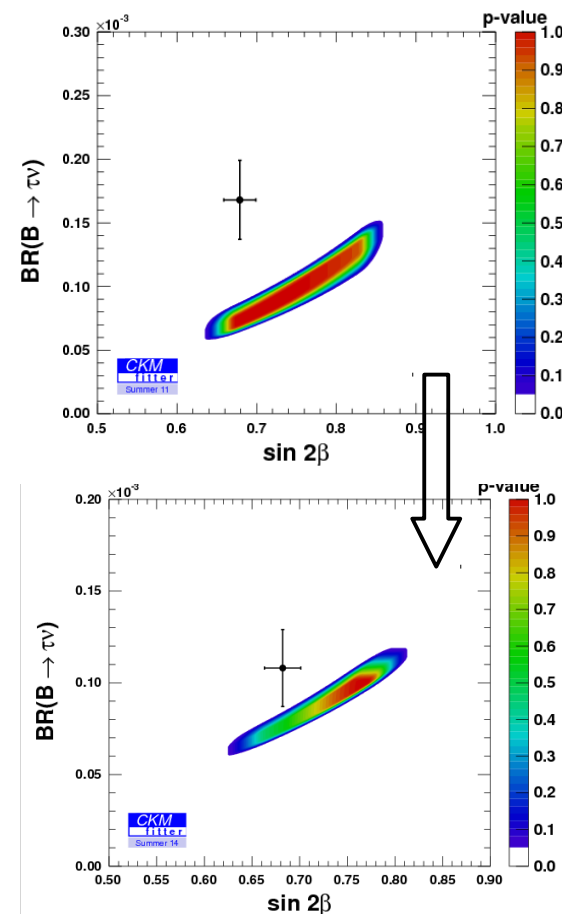 ×10⁻³
p-value
0.30
0.20
0.15
0.10
0.05
0.00
BR(B → τν)
0.5 0.6 0.7 0.8 0.9 1.0
sin 2β
CKM
fitter
Summer 11
1.0
0.9
0.8
0.7
0.6
0.5
0.4
0.3
0.2
0.1
0.0
×10⁻³
p-value
0.20
0.15
0.10
0.05
0.00
BR(B → τν)
0.50 0.55 0.60 0.65 0.70 0.75 0.80 0.85 0.90
sin 2β
CKM
fitter
Summer 14
1.0
0.9
0.8
0.7
0.6
0.5
0.4
0.3
0.2
0.1
0.0